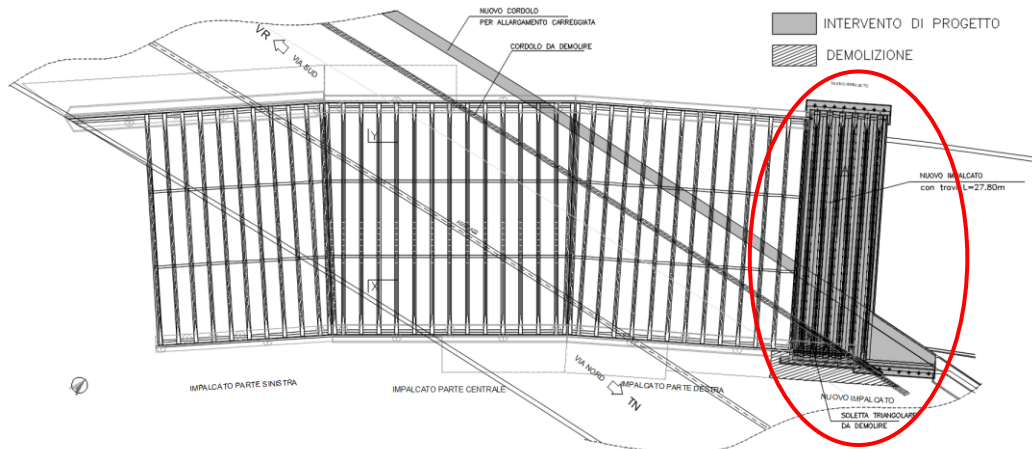 NUOVO CORDOLO
PER ALLARGAMENTO CARREGGIATA
INTERVENTO DI PROGETTO
VR
VIA SUD
CORDOLO DA DEMOLIRE
DEMOLIZIONE
NUOVO IMPALCATO
Y
NUOVO IMPALCATO
con travi L=27.80m
X
VIA NORD
TN
IMPALCATO PARTE SINISTRA
IMPALCATO PARTE CENTRALE
IMPALCATO PARTE DESTRA
NUOVO IMPALCATO
SOLETTA TRIANGOLARE
DA DEMOLIRE